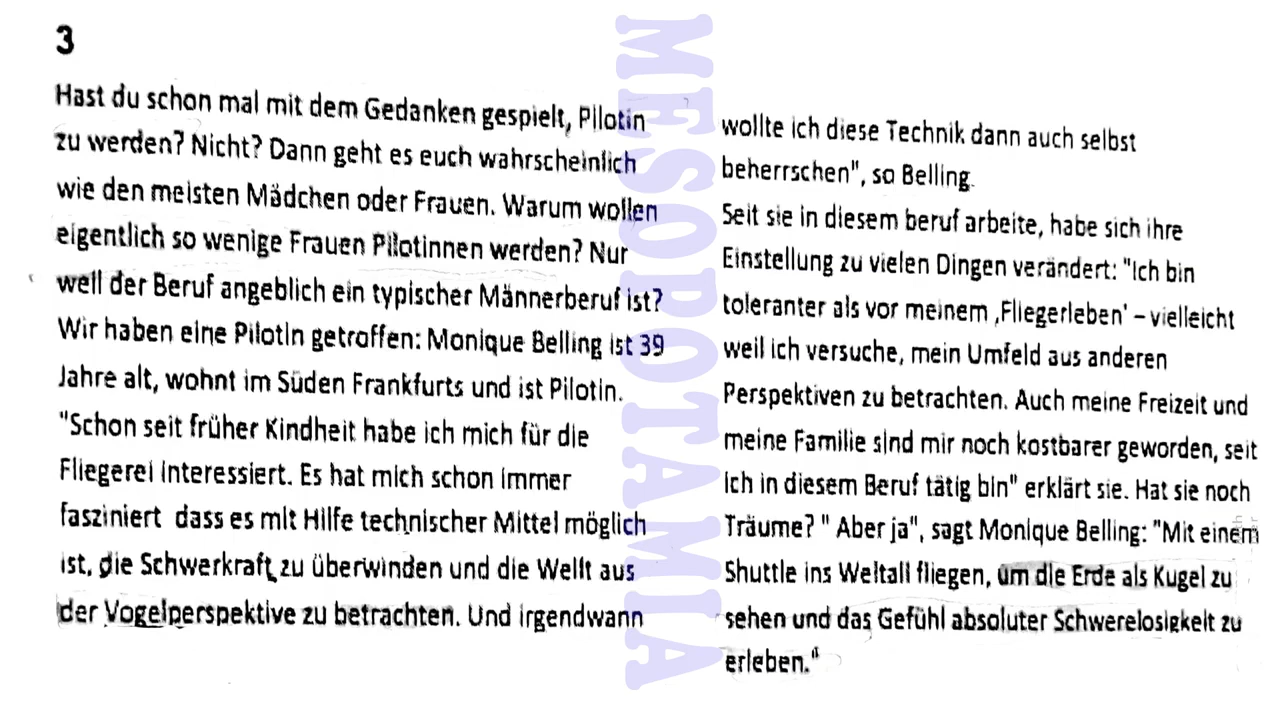 3
Hast du schon mal mit dem Gedanken gespielt, Pilotin
zu werden? Nicht? Dann geht es euch wahrscheinlich
wie den meisten Mädchen oder Frauen. Warum wollen
eigentlich so wenige Frauen Pilotinnen werden? Nur
weil der Beruf angeblich ein typischer Männerberuf ist?
Wir haben eine Pilotin getroffen: Monique Belling ist 39
Jahre alt, wohnt im Süden Frankfurts und ist Pilotin.
"Schon seit früher Kindheit habe ich mich für die
Fliegerei interessiert. Es hat mich schon immer
fasziniert dass es mit Hilfe technischer Mittel möglich
ist, die Schwerkraft zu überwinden und die Wellt aus
der Vogelperspektive zu betrachten. Und irgendwann
wollte ich diese Technik dann auch selbst
beherrschen", so Belling.
Seit sie in diesem beruf arbeite, habe sich ihre
Einstellung zu vielen Dingen verändert: "Ich bin
toleranter als vor meinem ‚Fliegerleben' – vielleicht
weil ich versuche, mein Umfeld aus anderen
Perspektiven zu betrachten. Auch meine Freizeit und
meine Familie sind mir noch kostbarer geworden, seit
ich in diesem Beruf tätig bin" erklärt sie. Hat sie noch
Träume? " Aber ja", sagt Monique Belling: "Mit einem
Shuttle ins Weltall fliegen, um die Erde als Kugel zu
sehen und das Gefühl absoluter Schwerelosigkeit zu
erleben."
MESOPOTAMIA